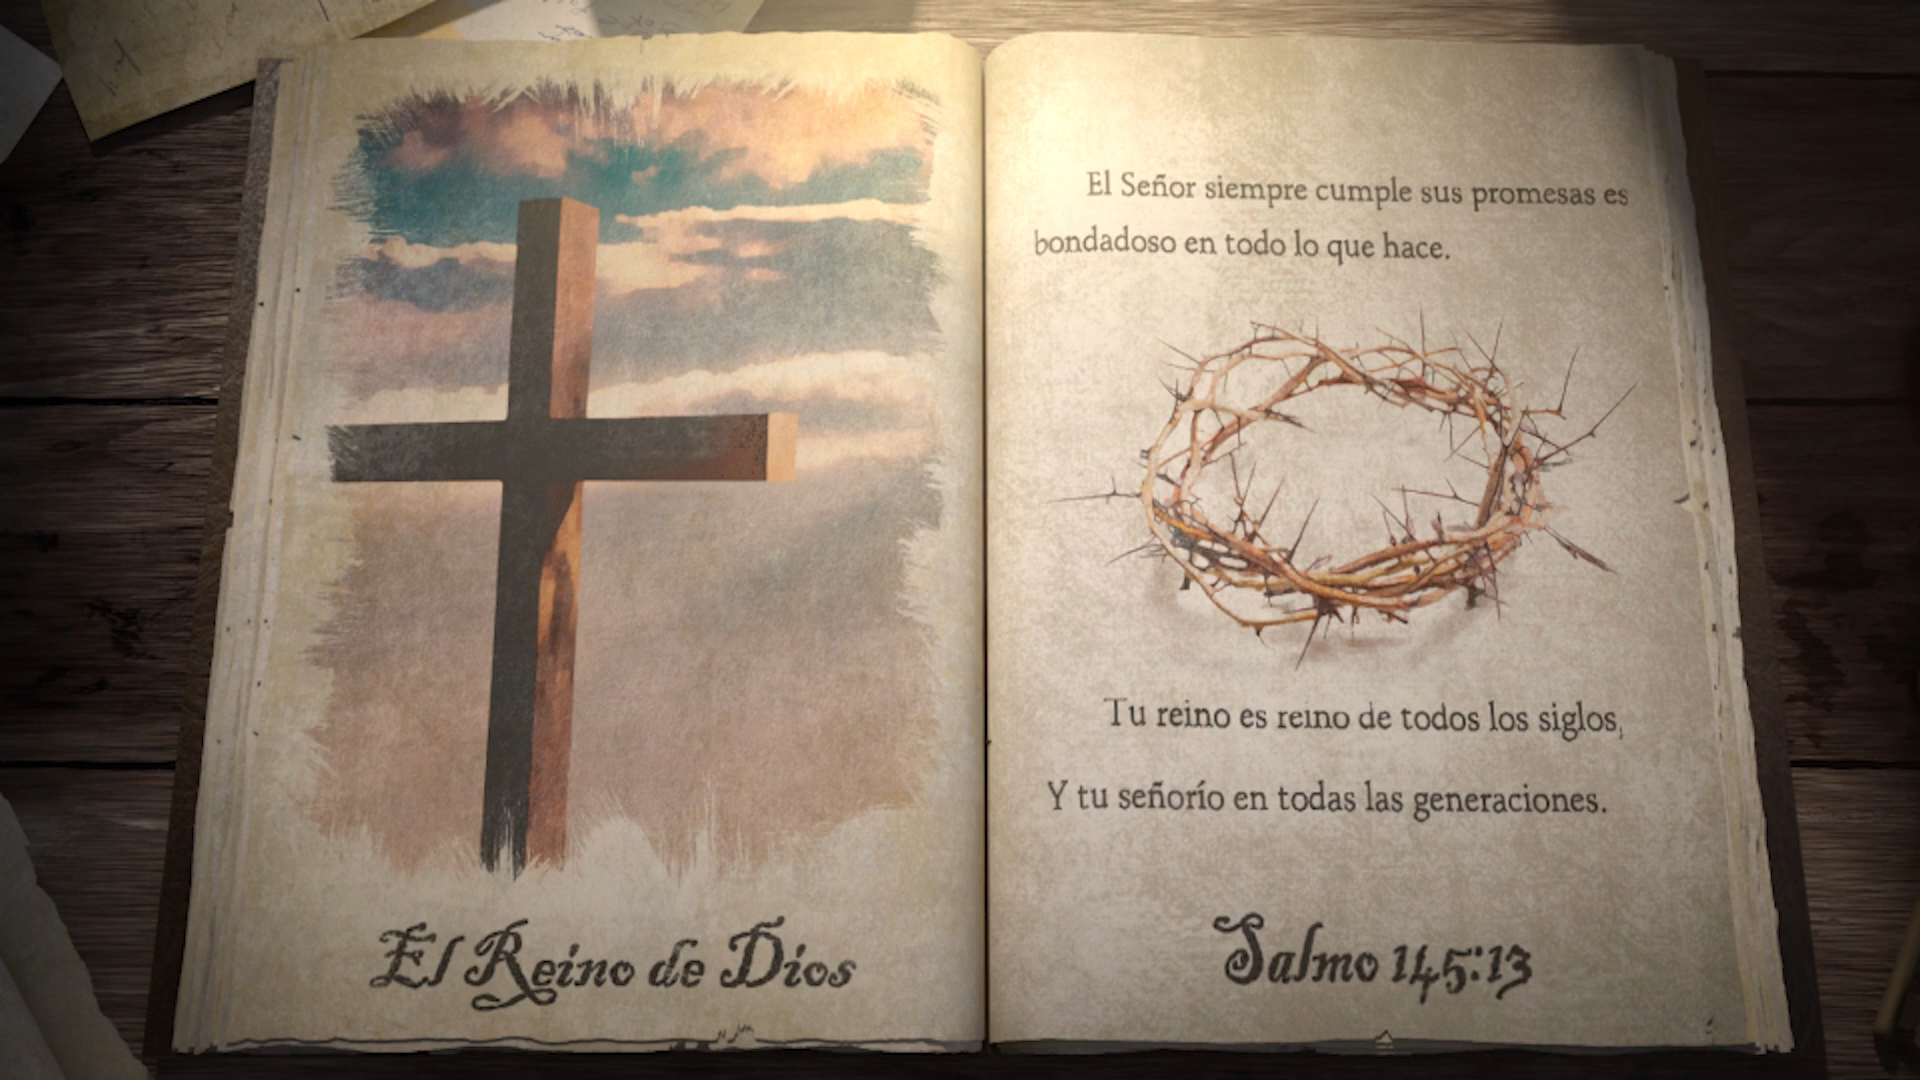 El Reino de Dios
El Señor siempre cumple sus promesas es
bondadoso en todo lo que hace.
Tu reino es reino de todos los siglos,
Y tu señorío en todas las generaciones.
Salmo 145:13